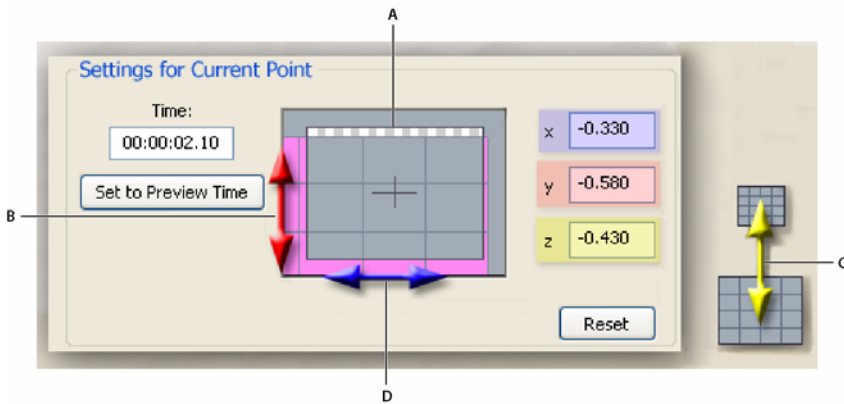 A
Settings for Current Point
Time:
00:00:02.10
Set to Preview Time
x -0.330
y -0.580
z -0.430
B
C
Reset
D